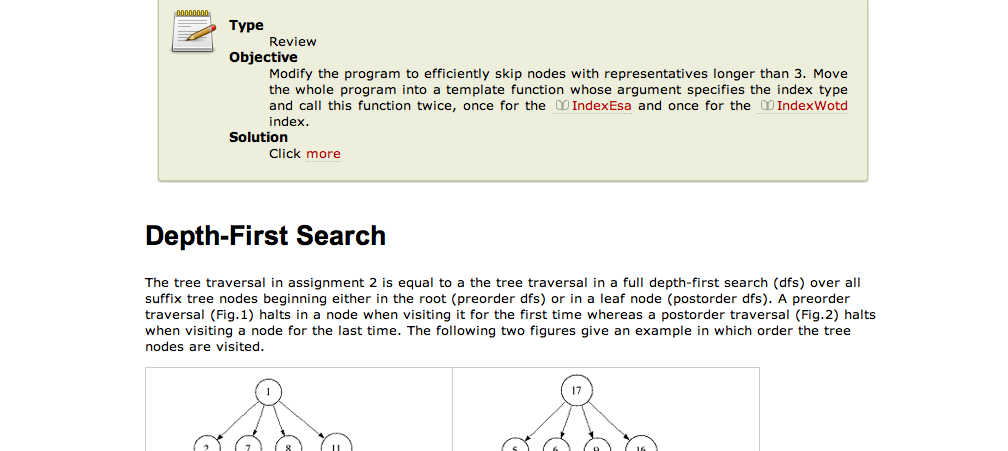 Type
Review
Objective
Modify the program to efficiently skip nodes with representatives longer than 3. Move
the whole program into a template function whose argument specifies the index type
and call this function twice, once for the IndexEsa and once for the IndexWotd
index.
Solution
Click more
Depth-First Search
The tree traversal in assignment 2 is equal to a the tree traversal in a full depth-first search (dfs) over all
suffix tree nodes beginning either in the root (preorder dfs) or in a leaf node (postorder dfs). A preorder
traversal (Fig.1) halts in a node when visiting it for the first time whereas a postorder traversal (Fig.2) halts
when visiting a node for the last time. The following two figures give an example in which order the tree
nodes are visited.
1 17
2 7 8 11 5 6 9 16